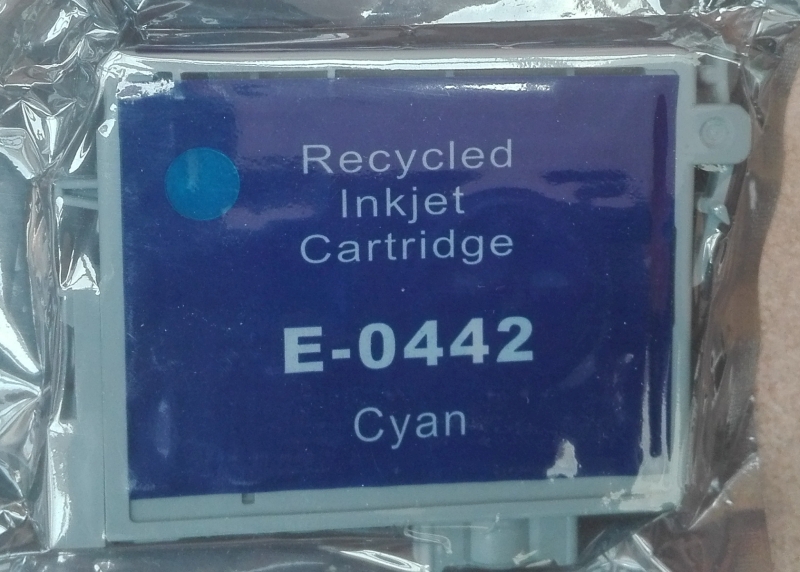 Recycled
Inkjet
Cartridge
E-0442
Cyan